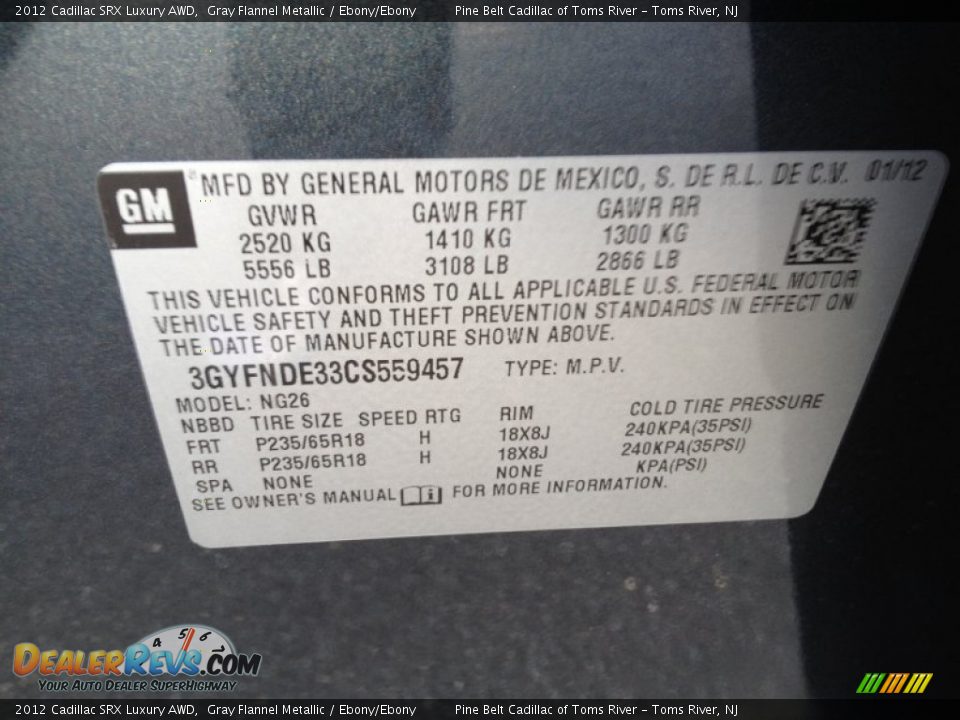 2012 Cadillac SRX Luxury AWD, Gray Flannel Metallic / Ebony/Ebony Pine Belt Cadillac of Toms River - Toms River, NJ
GM
® MFD BY GENERAL MOTORS DE MEXICO, S. DE R.L. DE C.V. 01/12
GVWR GAWR FRT GAWR RR
2520 KG 1410 KG 1300 KG
5556 LB 3108 LB 2866 LB
THIS VEHICLE CONFORMS TO ALL APPLICABLE U.S. FEDERAL MOTOR
VEHICLE SAFETY AND THEFT PREVENTION STANDARDS IN EFFECT ON
THE DATE OF MANUFACTURE SHOWN ABOVE.
3GYFNDE33CS559457 TYPE: M.P.V.
MODEL: NG26
NBBD TIRE SIZE SPEED RTG RIM COLD TIRE PRESSURE
FRT P235/65R18 H 18X8J 240KPA(35PSI)
RR P235/65R18 H 18X8J 240KPA(35PSI)
SPA NONE NONE KPA(PSI)
SEE OWNER'S MANUAL FOR MORE INFORMATION.
4 5 6
DEALERREVS.COM
YOUR AUTO DEALER SUPERHIGHWAY
2012 Cadillac SRX Luxury AWD, Gray Flannel Metallic / Ebony/Ebony Pine Belt Cadillac of Toms River - Toms River, NJ